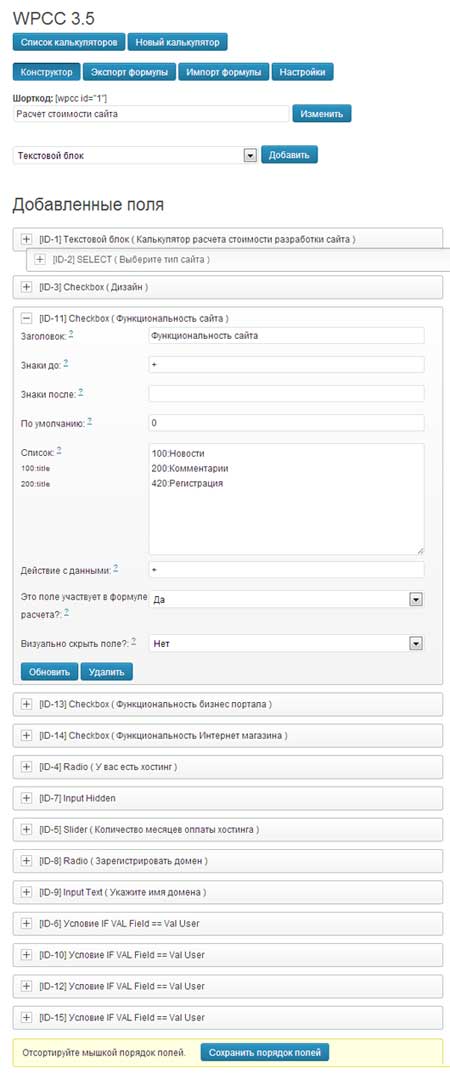 WPCC 3.5
Список калькуляторов Новый калькулятор
Конструктор Экспорт формулы Импорт формулы Настройки
Шорткод: [wpcc id="1"]
Расчет стоимости сайта Изменить
Текстовой блок Добавить
Добавленные поля
[ID-1] Текстовой блок ( Калькулятор расчета стоимости разработки сайта )
[ID-2] SELECT ( Выберите тип сайта )
[ID-3] Checkbox ( Дизайн )
[ID-11] Checkbox ( Функциональность сайта )
Заголовок: ? Функциональность сайта
Знаки до: ? +
Знаки после: ?
По умолчанию: ? 0
Список: ? 100:Новости
100:title 200:Комментарии
200:title 420:Регистрация
Действие с данными: ? +
Это поле участвует в формуле Да
расчета?: ?
Визуально скрыть поле?: ? Нет
Обновить Удалить
[ID-13] Checkbox ( Функциональность бизнес портала )
[ID-14] Checkbox ( Функциональность Интернет магазина )
[ID-4] Radio ( У вас есть хостинг )
[ID-7] Input Hidden
[ID-5] Slider ( Количество месяцев оплаты хостинга )
[ID-8] Radio ( Зарегистрировать домен )
[ID-9] Input Text ( Укажите имя домена )
[ID-6] Условие IF VAL Field == Val User
[ID-10] Условие IF VAL Field == Val User
[ID-12] Условие IF VAL Field == Val User
[ID-15] Условие IF VAL Field == Val User
Отсортируйте мышкой порядок полей. Сохранить порядок полей